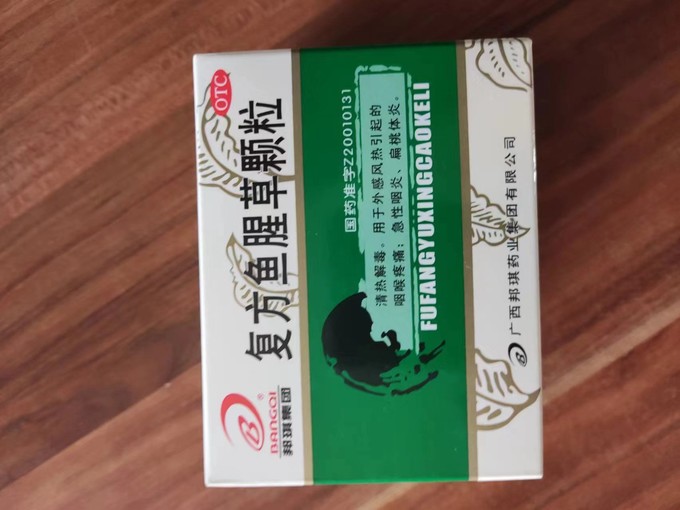 OTC
BANGQI
邦琪集团
复方鱼腥草颗粒
国药准字Z20010131
清热解毒。用于外感风热引起的
咽喉疼痛；急性咽炎、扁桃体炎。
FUFANGYUXINGCAOKELI
广西邦琪药业集团有限公司